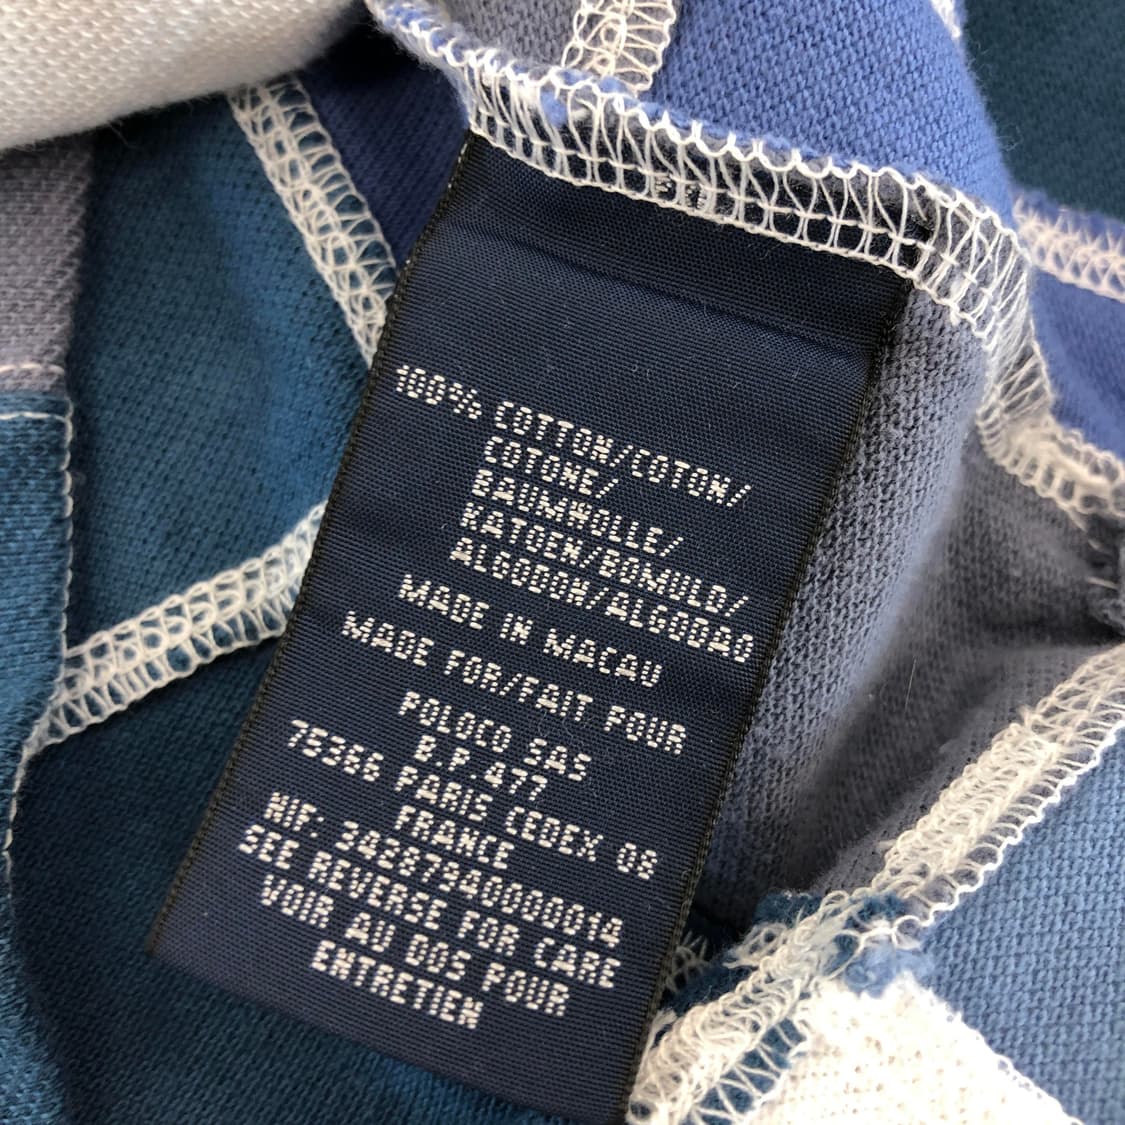 100% COTTON/COTON/
COTONE/
BAUMWOLLE/
KATOEN/BOMULD/
ALGODON/ALGODAO
MADE IN MACAU
MADE FOR/FAIT POUR
POLOCO SAS
B.P.477
75366 PARIS CEDEX 08
FRANCE
NIF: 34287940000014
SEE REVERSE FOR CARE
VOIR AU DOS POUR
ENTRETIEN